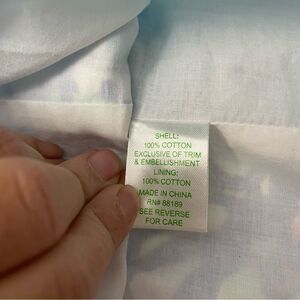 SHELL:
100% COTTON
EXCLUSIVE OF TRIM
& EMBELLISHMENT
LINING:
100% COTTON
MADE IN CHINA
RN# 88189
SEE REVERSE
FOR CARE